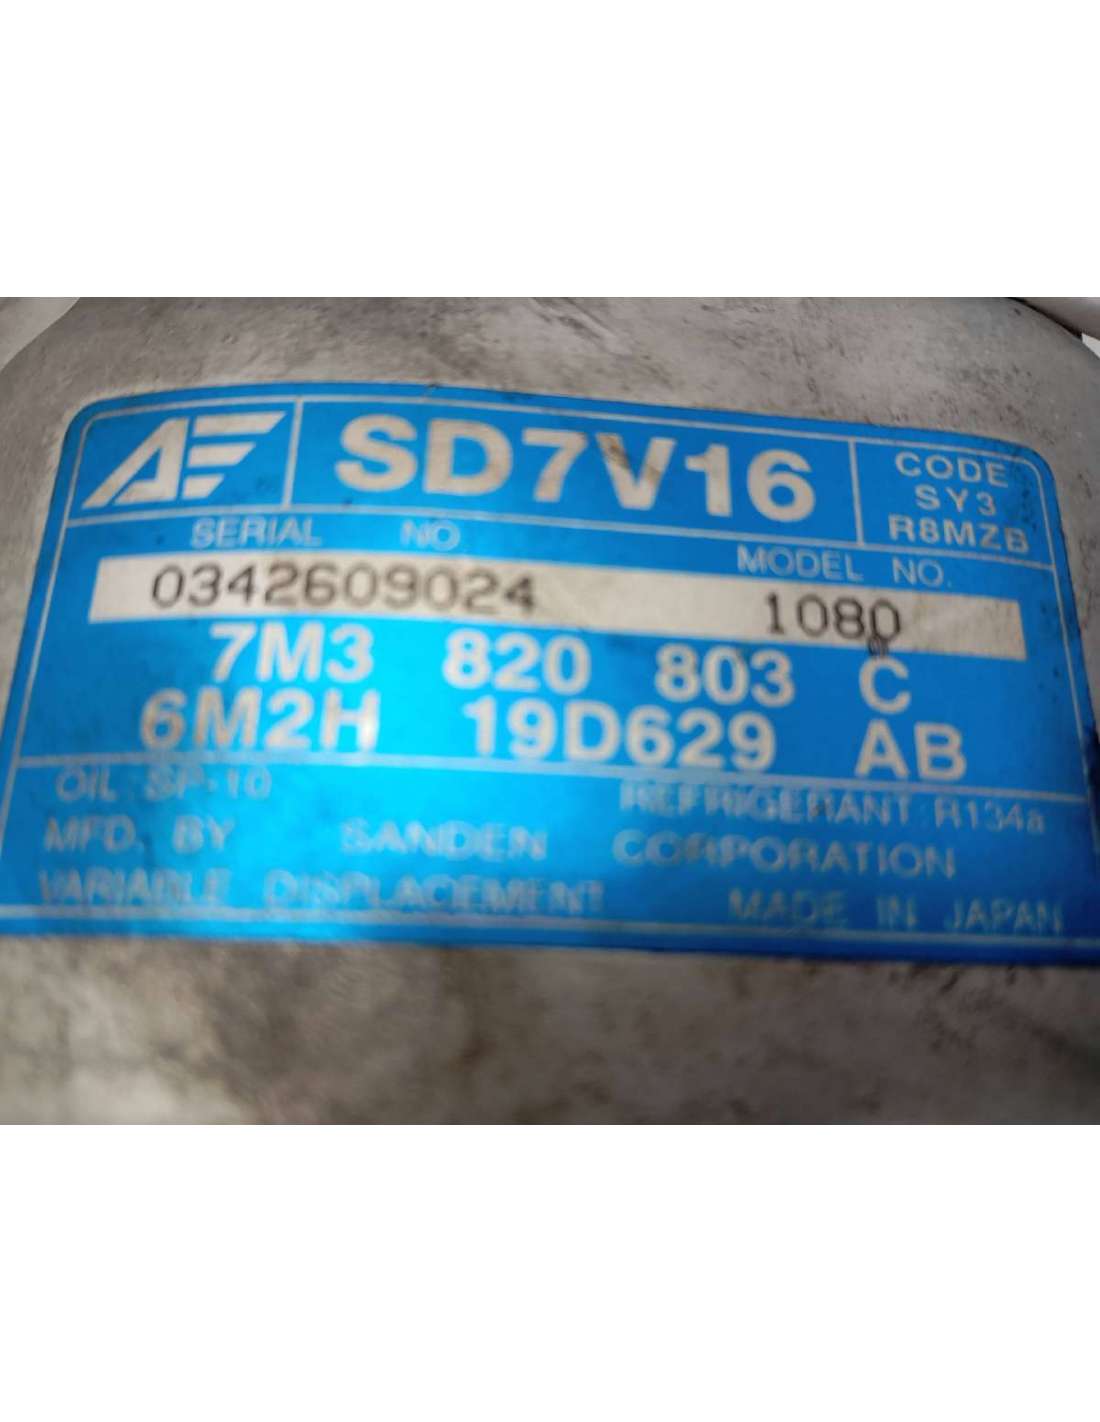 AE SD7V16 CODE
SY3
R8MZB
SERIAL NO. MODEL NO.
0342609024 1080
7M3 820 803 C
6M2H 19D629 AB
OIL SP-10 REFRIGERANT R134a
MFD. BY SANDEN CORPORATION
VARIABLE DISPLACEMENT MADE IN JAPAN